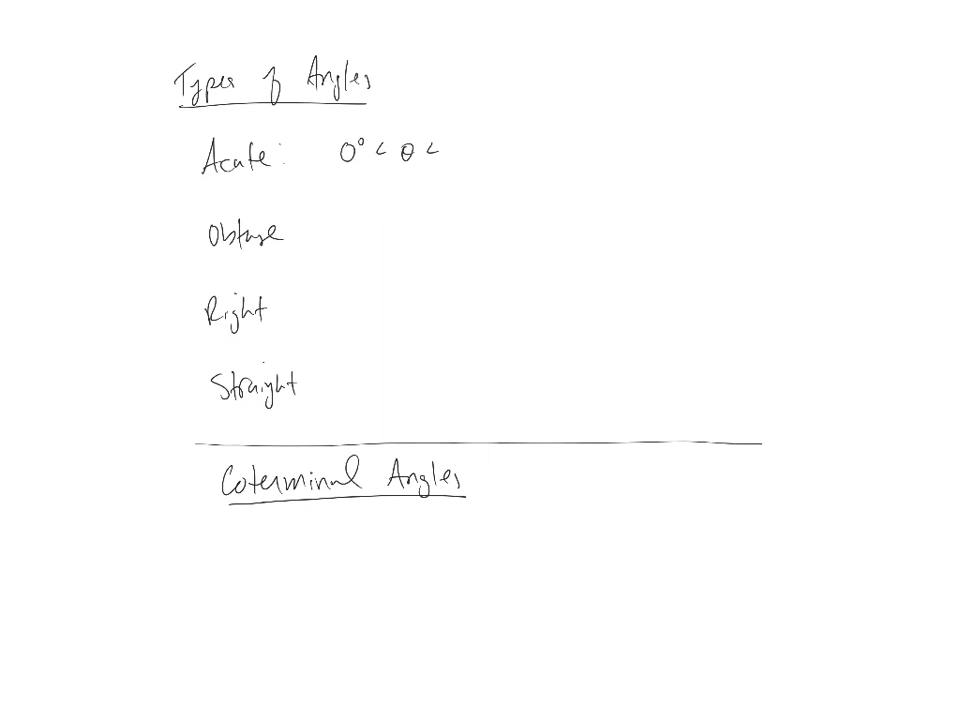 Types of Angles
Acute: 0° < θ <
Obtuse
Right
Straight
Coterminal Angles